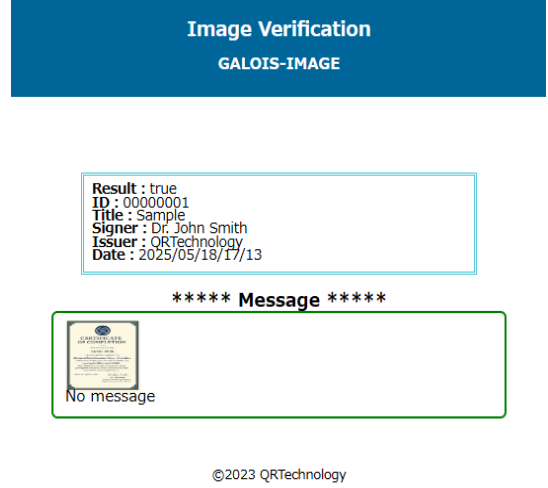 Image Verification
GALOIS-IMAGE
Result : true
ID : 00000001
Title : Sample
Signer : Dr. John Smith
Issuer : QRTechnology
Date : 2025/05/18/17/13
***** Message *****
CERTIFICATE
OF COMPLETION
No message
©2023 QRTechnology